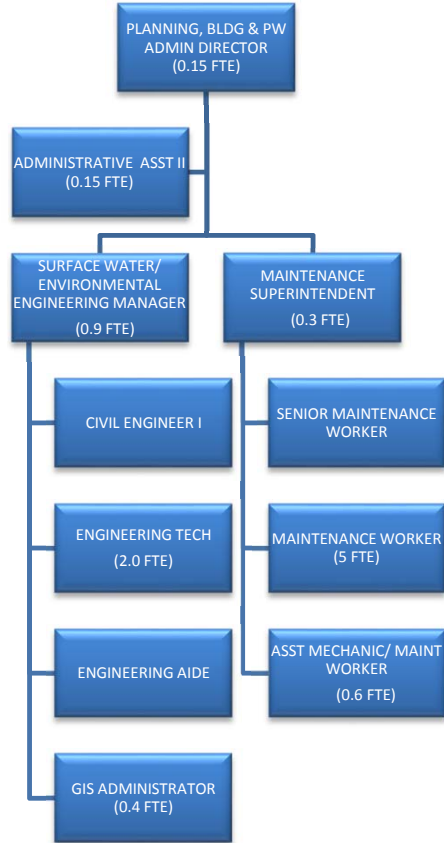 PLANNING, BLDG & PW
ADMIN DIRECTOR
(0.15 FTE)
ADMINISTRATIVE ASST II
(0.15 FTE)
SURFACE WATER/
ENVIRONMENTAL
ENGINEERING MANAGER
(0.9 FTE)
CIVIL ENGINEER I
ENGINEERING TECH
(2.0 FTE)
ENGINEERING AIDE
GIS ADMINISTRATOR
(0.4 FTE)
MAINTENANCE
SUPERINTENDENT
(0.3 FTE)
SENIOR MAINTENANCE
WORKER
MAINTENANCE WORKER
(5 FTE)
ASST MECHANIC/ MAINT
WORKER
(0.6 FTE)